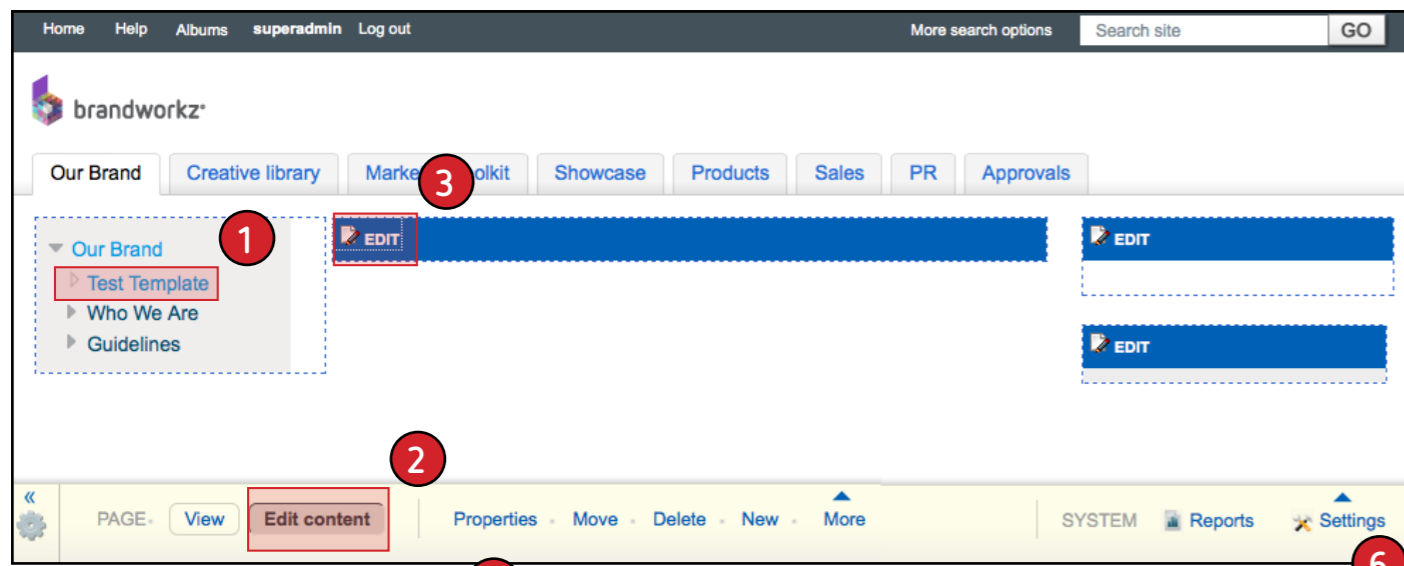 Home Help Albums superadmin Log out More search options Search site GO
brandworkz
Our Brand Creative library Marke 3 olkit Showcase Products Sales PR Approvals
1
EDIT
EDIT
Our Brand
Test Template
Who We Are
Guidelines
EDIT
2
« PAGE View Edit content Properties Move Delete New More SYSTEM Reports Settings
6